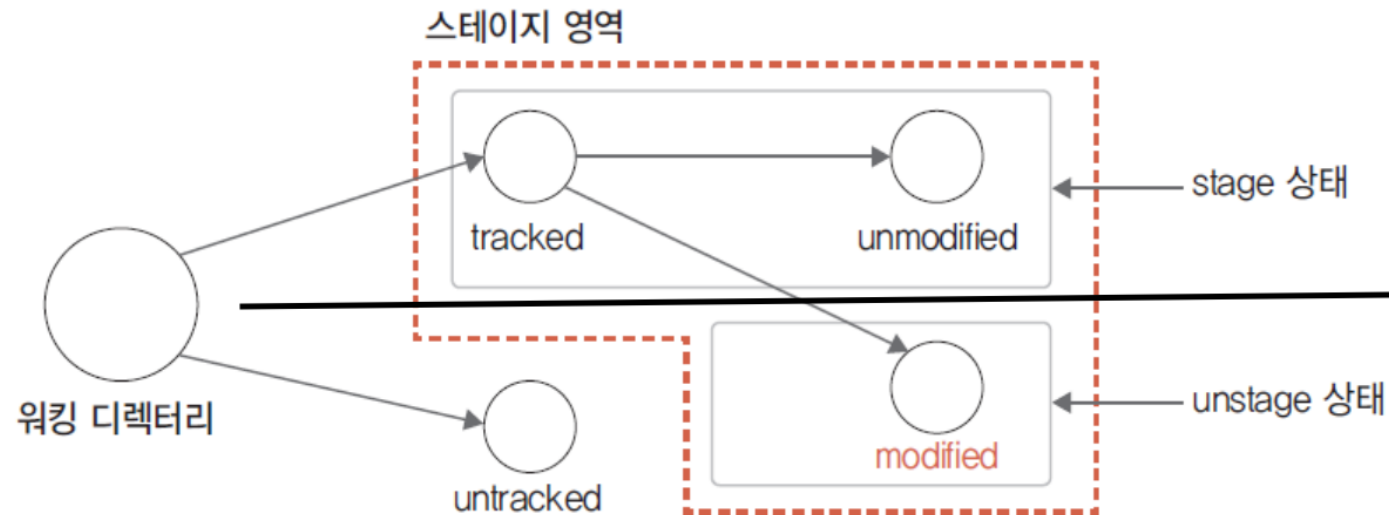 스테이지 영역
tracked
unmodified
stage 상태
워킹 디렉터리
untracked
modified
unstage 상태